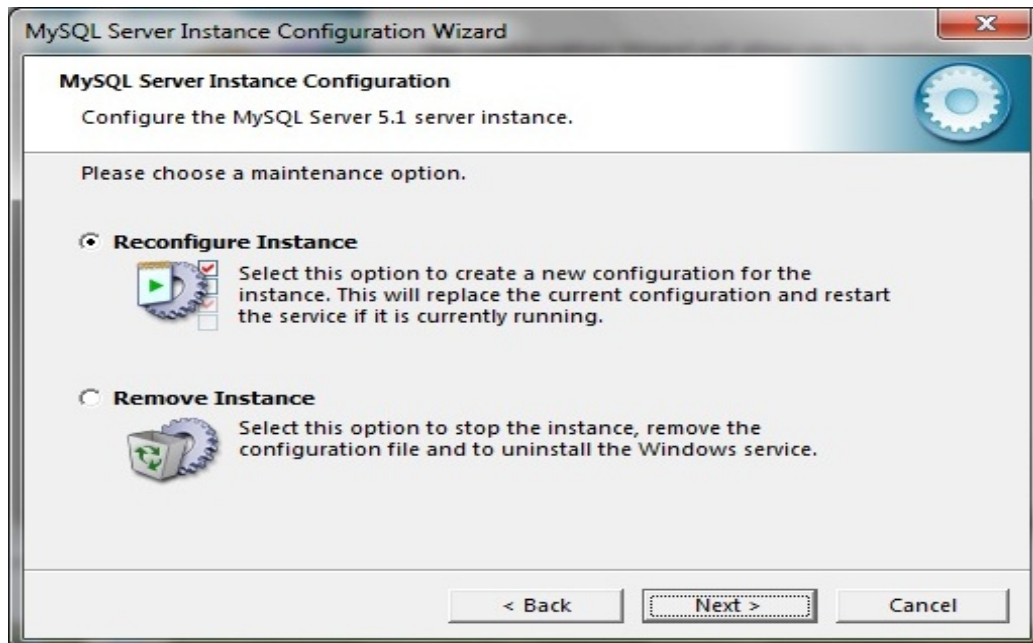 MySQL Server Instance Configuration Wizard
MySQL Server Instance Configuration
Configure the MySQL Server 5.1 server instance.
Please choose a maintenance option.
Reconfigure Instance
Select this option to create a new configuration for the
instance. This will replace the current configuration and restart
the service if it is currently running.
Remove Instance
Select this option to stop the instance, remove the
configuration file and to uninstall the Windows service.
< Back
Next >
Cancel